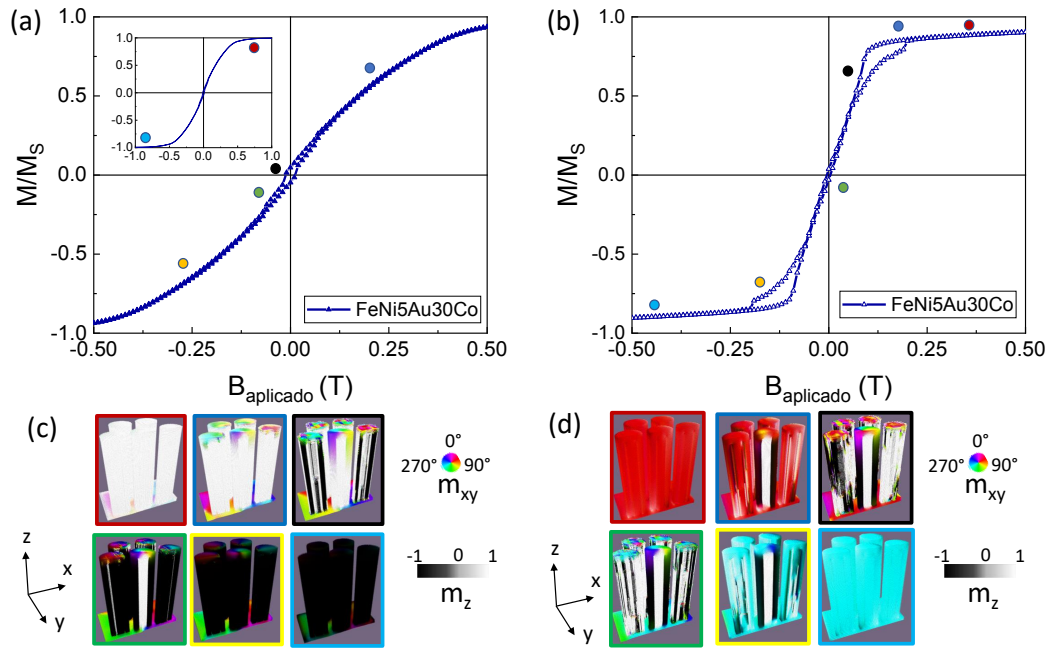 (a)
1.0
0.5
0.0
-0.5
-1.0
M/M_S
1.0
0.5
0.0
-0.5
-1.0
-1.0 -0.5 0.0 0.5 1.0
FeNi5Au30Co
-0.50 -0.25 0.00 0.25 0.50
B_aplicado (T)
(b)
1.0
0.5
0.0
-0.5
-1.0
M/M_S
FeNi5Au30Co
-0.50 -0.25 0.00 0.25 0.50
B_aplicado (T)
(c)
0°
270° 90°
m_xy
z
x
y
-1 0 1
m_z
(d)
0°
270° 90°
m_xy
z
x
y
-1 0 1
m_z